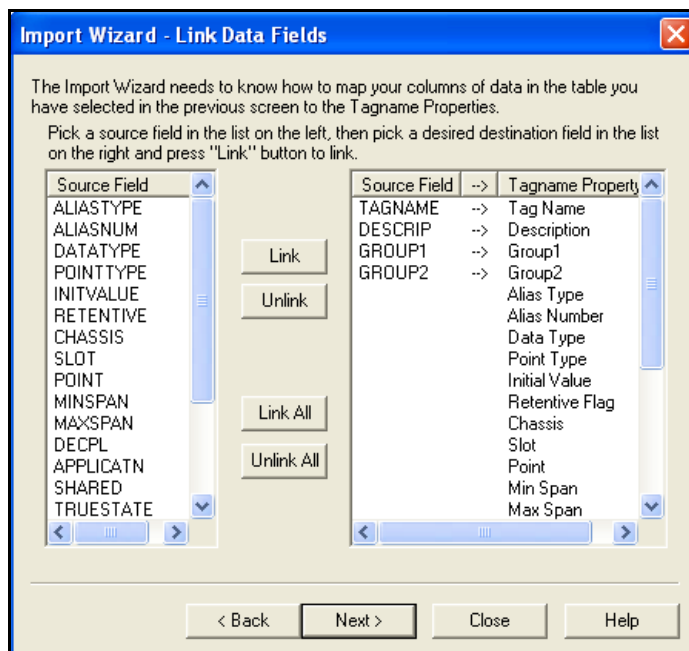 Import Wizard - Link Data Fields
The Import Wizard needs to know how to map your columns of data in the table you
have selected in the previous screen to the Tagname Properties.
Pick a source field in the list on the left, then pick a desired destination field in the list
on the right and press "Link" button to link.
Source Field
ALIASTYPE
ALIASNUM
DATATYPE
POINTTYPE
INITVALUE
RETENTIVE
CHASSIS
SLOT
POINT
MINSPAN
MAXSPAN
DECPL
APPLICATN
SHARED
TRUESTATE
Link
Unlink
Link All
Unlink All
Source Field --> Tagname Property
TAGNAME --> Tag Name
DESCRIP --> Description
GROUP1 --> Group1
GROUP2 --> Group2
Alias Type
Alias Number
Data Type
Point Type
Initial Value
Retentive Flag
Chassis
Slot
Point
Min Span
Max Span
< Back Next > Close Help